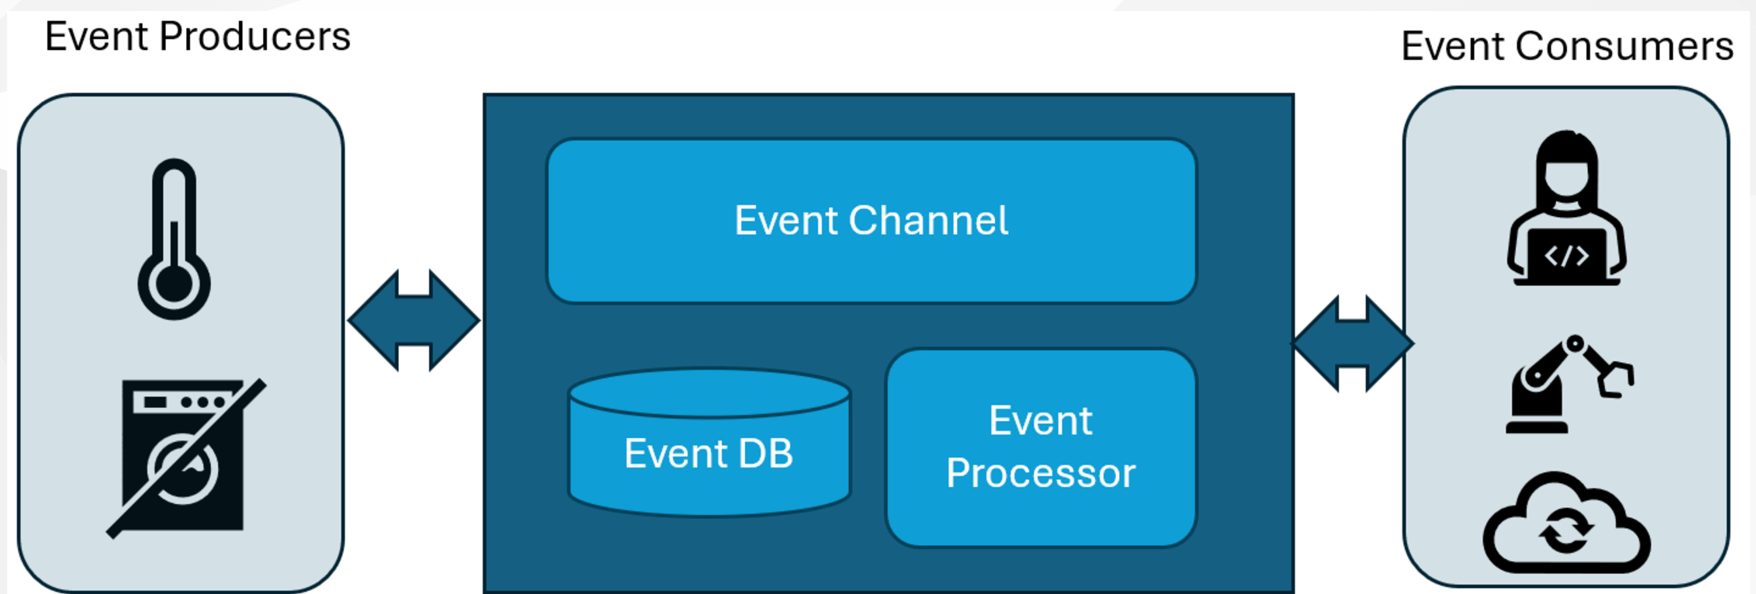 Event Producers
Event Consumers
Event Channel
</>
Event DB
Event
Processor